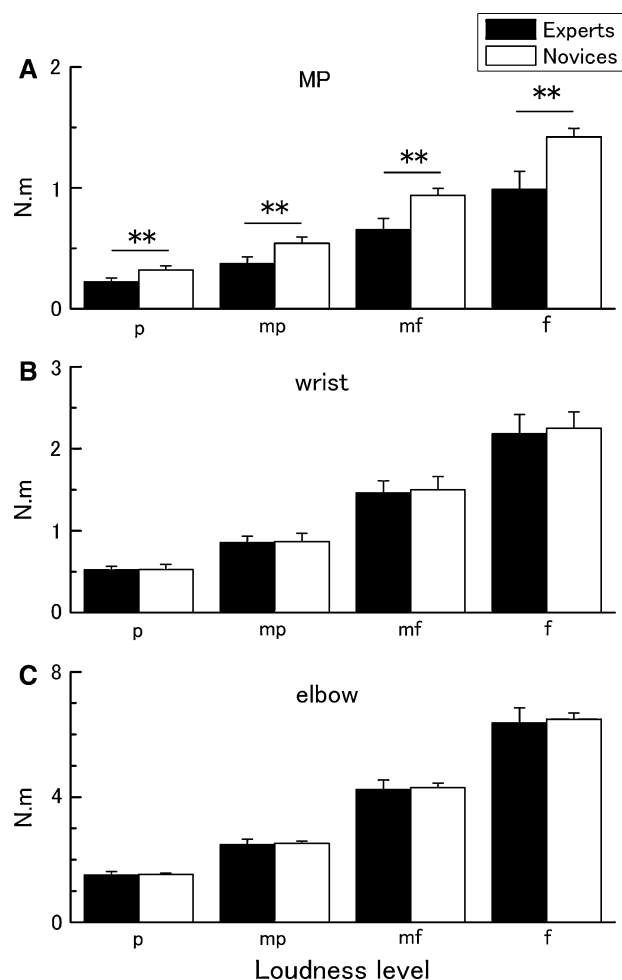 Experts
Novices
A
MP
2
1
0
N.m
**
**
**
**
p mp mf f
B
wrist
3
2
1
0
N.m
p mp mf f
C
elbow
8
4
0
N.m
p mp mf f
Loudness level